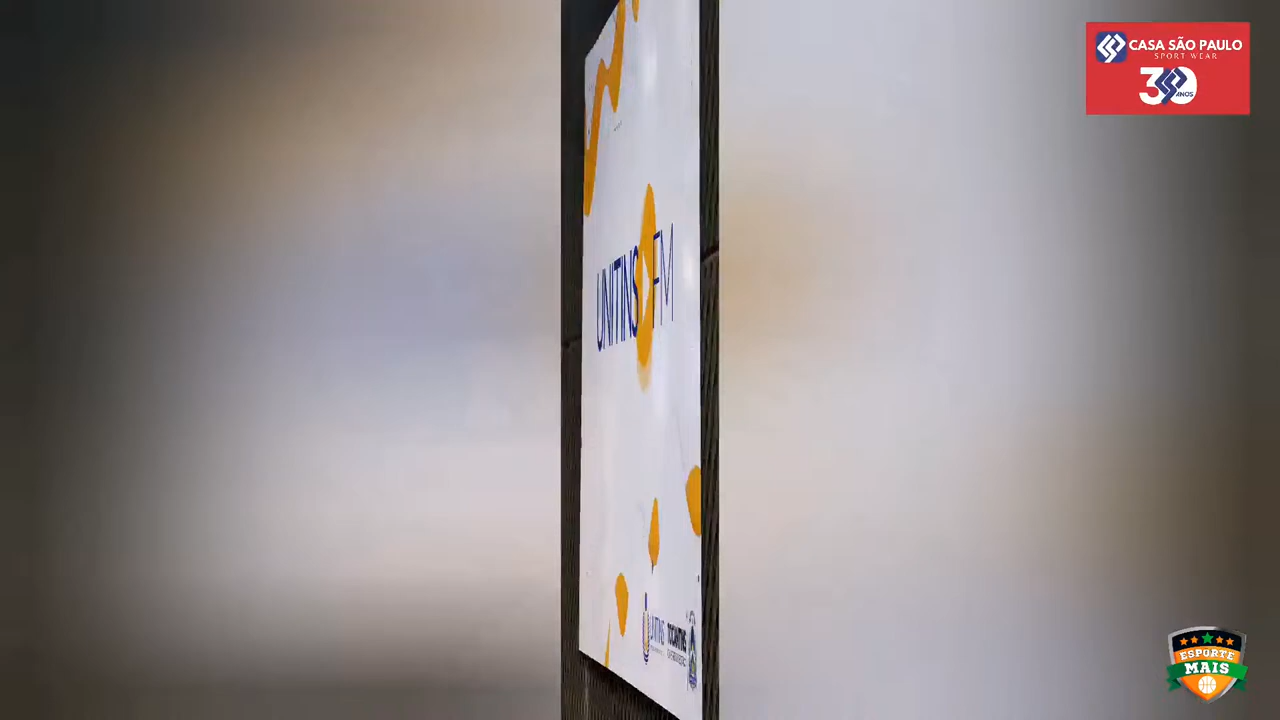 CASA SÃO PAULO
SPORT WEAR
30
ANOS
UNITINS FM
UNITINS
TOCANTINS
ESPORTE
MAIS